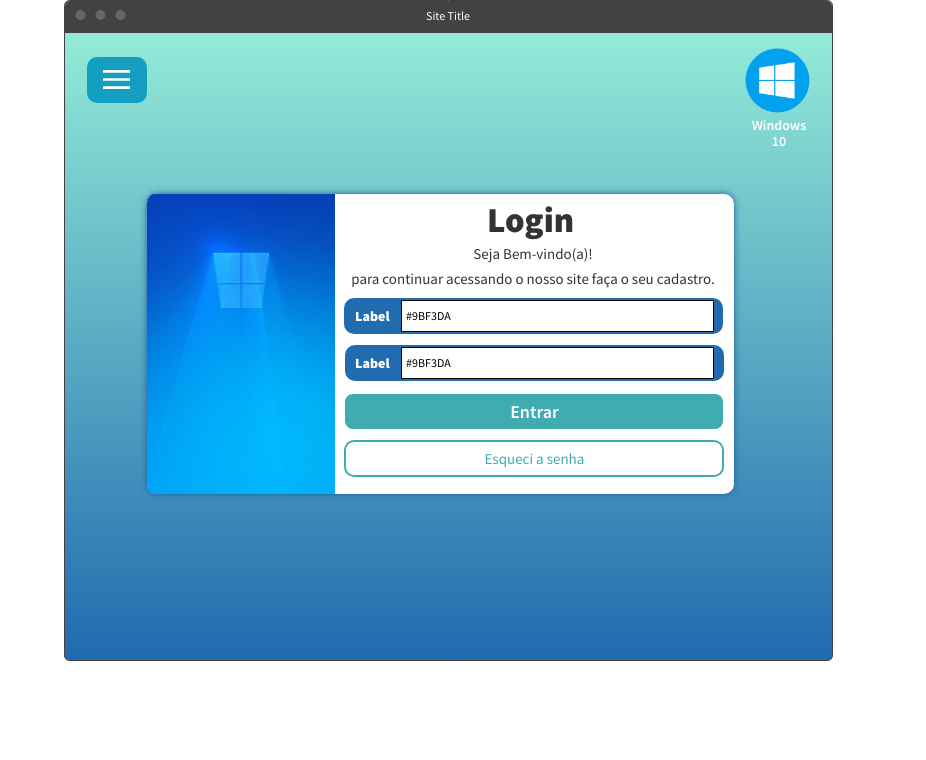 Site Title
Windows
10
Login
Seja Bem-vindo(a)!
para continuar acessando o nosso site faça o seu cadastro.
Label #9BF3DA
Label #9BF3DA
Entrar
Esqueci a senha